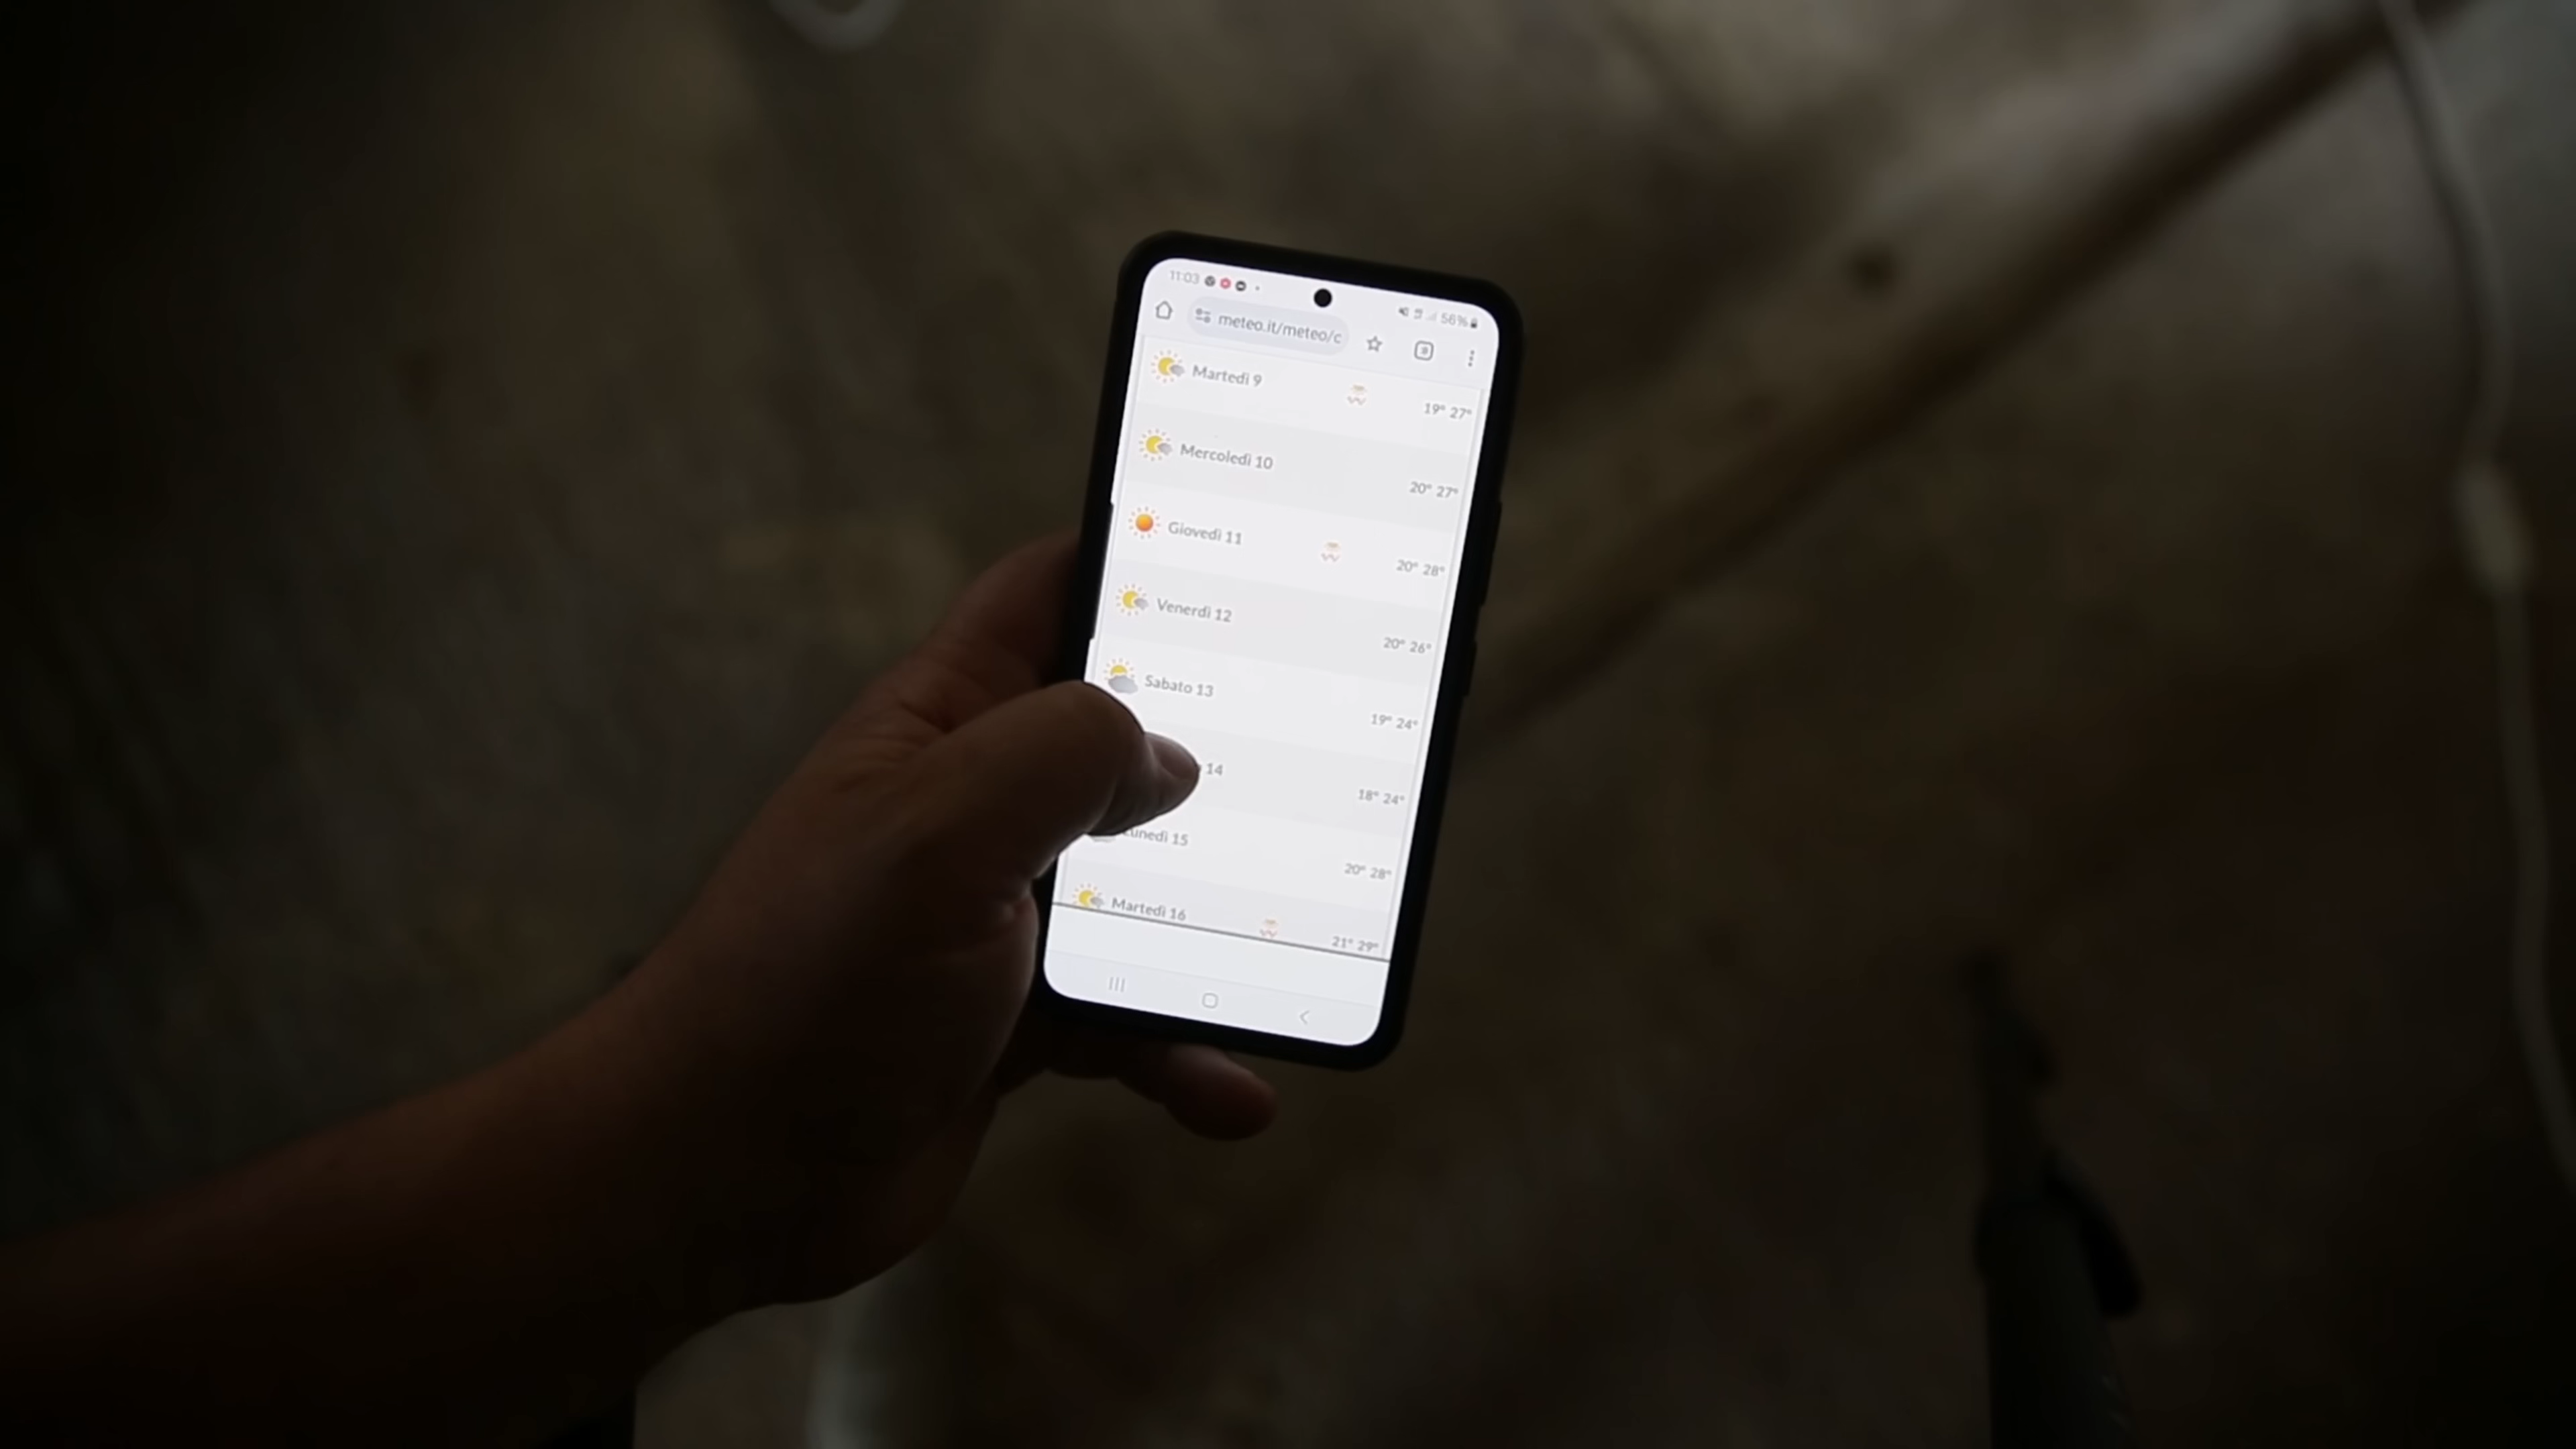 11:03 56%
meteo.it/meteo/c
Martedì 9 19° 27°
Mercoledì 10 20° 27°
Giovedì 11 20° 28°
Venerdì 12 20° 26°
Sabato 13 19° 24°
14 18° 24°
Lunedì 15 20° 28°
Martedì 16 21° 29°